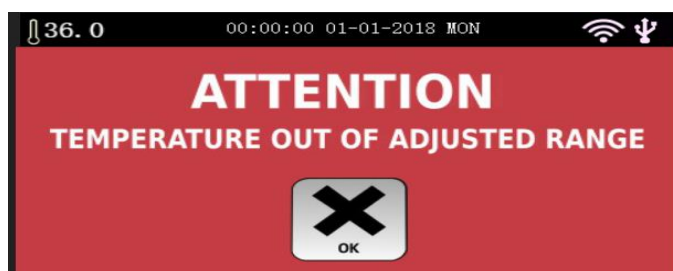 36.0 00:00:00 01-01-2018 MON
ATTENTION
TEMPERATURE OUT OF ADJUSTED RANGE
OK